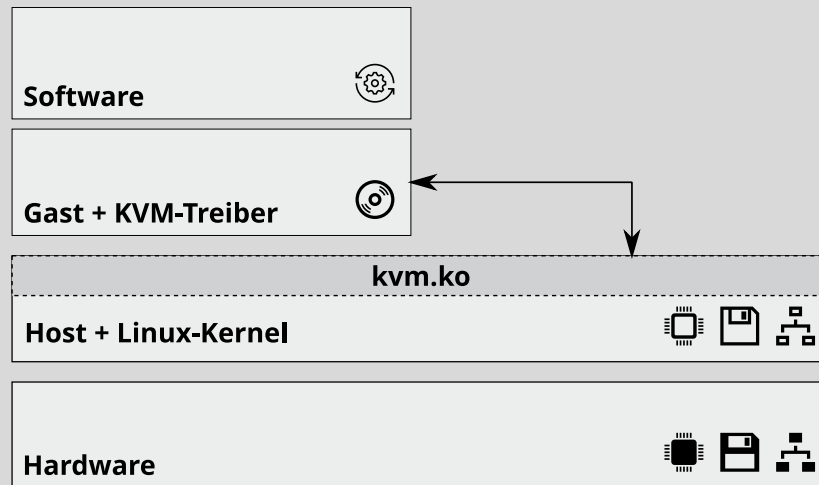 Software
Gast + KVM-Treiber
kvm.ko
Host + Linux-Kernel
Hardware